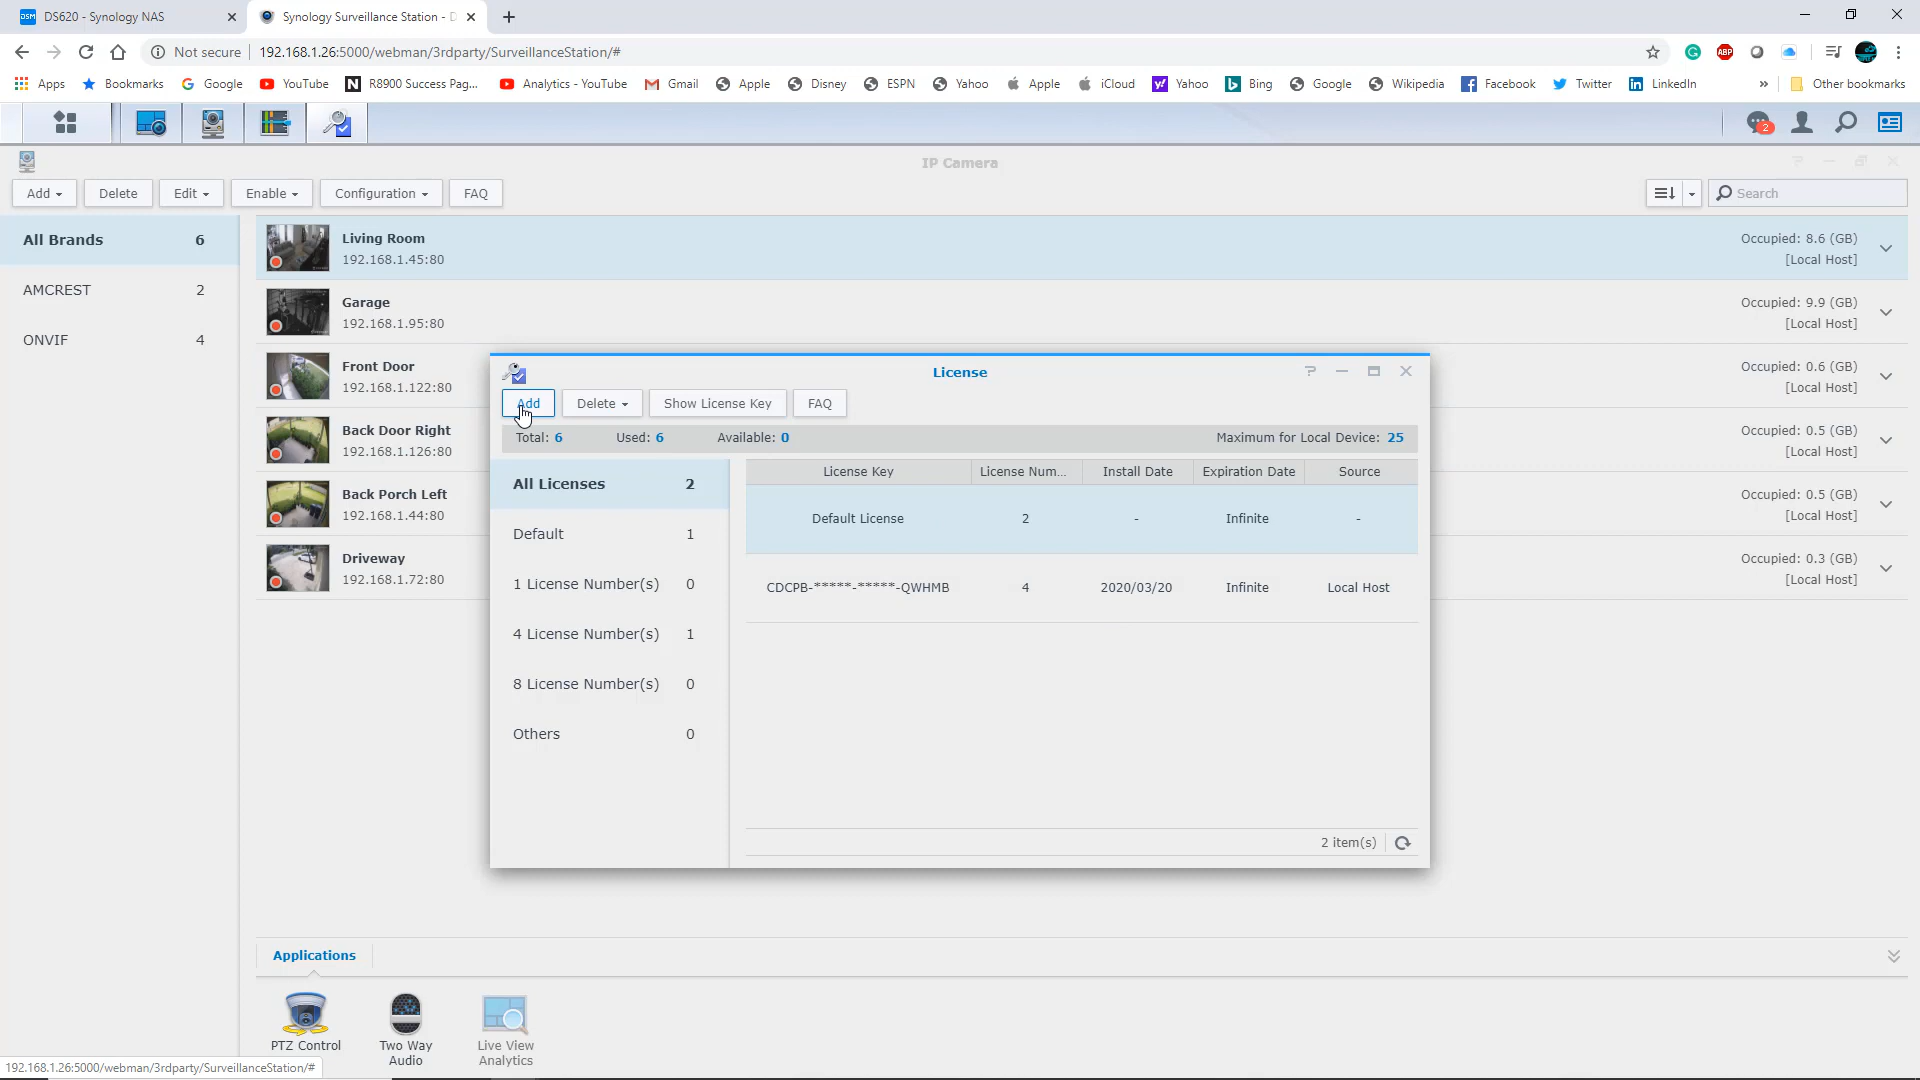 DS620 - Synology NAS
Synology Surveillance Station - D
Not secure
192.168.1.26:5000/webman/3rdparty/SurveillanceStation/#
ABP
Apps
Bookmarks
Google
YouTube
R8900 Success Pag...
Analytics - YouTube
Gmail
Apple
Disney
ESPN
Yahoo
Apple
iCloud
Yahoo
Bing
Google
Wikipedia
Facebook
Twitter
LinkedIn
»
Other bookmarks
2
IP Camera
Add
Delete
Edit
Enable
Configuration
FAQ
Search
All Brands 6
AMCREST 2
ONVIF 4
Living Room
192.168.1.45:80
Occupied: 8.6 (GB)
[Local Host]
Garage
192.168.1.95:80
Occupied: 9.9 (GB)
[Local Host]
Front Door
192.168.1.122:80
Occupied: 0.6 (GB)
[Local Host]
Back Door Right
192.168.1.126:80
Occupied: 0.5 (GB)
[Local Host]
Back Porch Left
192.168.1.44:80
Occupied: 0.5 (GB)
[Local Host]
Driveway
192.168.1.72:80
Occupied: 0.3 (GB)
[Local Host]
License
Add
Delete
Show License Key
FAQ
Total: 6 Used: 6 Available: 0 Maximum for Local Device: 25
All Licenses 2
Default 1
1 License Number(s) 0
4 License Number(s) 1
8 License Number(s) 0
Others 0
License Key License Num... Install Date Expiration Date Source
Default License 2 - Infinite -
CDCPB-*****-*****-QWHMB 4 2020/03/20 Infinite Local Host
2 item(s)
Applications
PTZ Control
Two Way
Audio
Live View
Analytics
192.168.1.26:5000/webman/3rdparty/SurveillanceStation/#